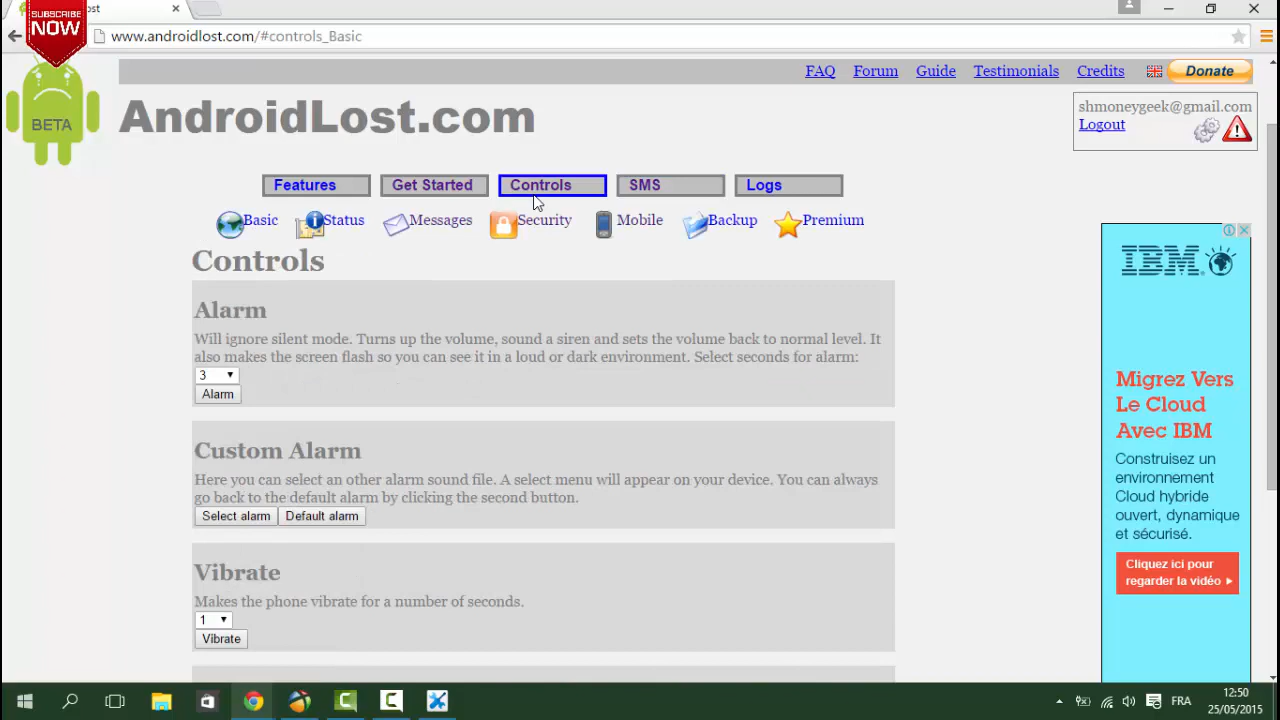 SUBSCRIBE
NOW
ost
www.androidlost.com/#controls_Basic
FAQ Forum Guide Testimonials Credits Donate
BETA
AndroidLost.com
shmoneygeek@gmail.com
Logout
Features Get Started Controls SMS Logs
Basic Status Messages Security Mobile Backup Premium
Controls
Alarm
Will ignore silent mode. Turns up the volume, sound a siren and sets the volume back to normal level. It
also makes the screen flash so you can see it in a loud or dark environment. Select seconds for alarm:
3
Alarm
Custom Alarm
Here you can select an other alarm sound file. A select menu will appear on your device. You can always
go back to the default alarm by clicking the second button.
Select alarm Default alarm
Vibrate
Makes the phone vibrate for a number of seconds.
1
Vibrate
IBM
Migrez Vers
Le Cloud
Avec IBM
Construisez un
environnement
Cloud hybride
ouvert, dynamique
et sécurisé.
Cliquez ici pour
regarder la vidéo
FRA
12:50
25/05/2015